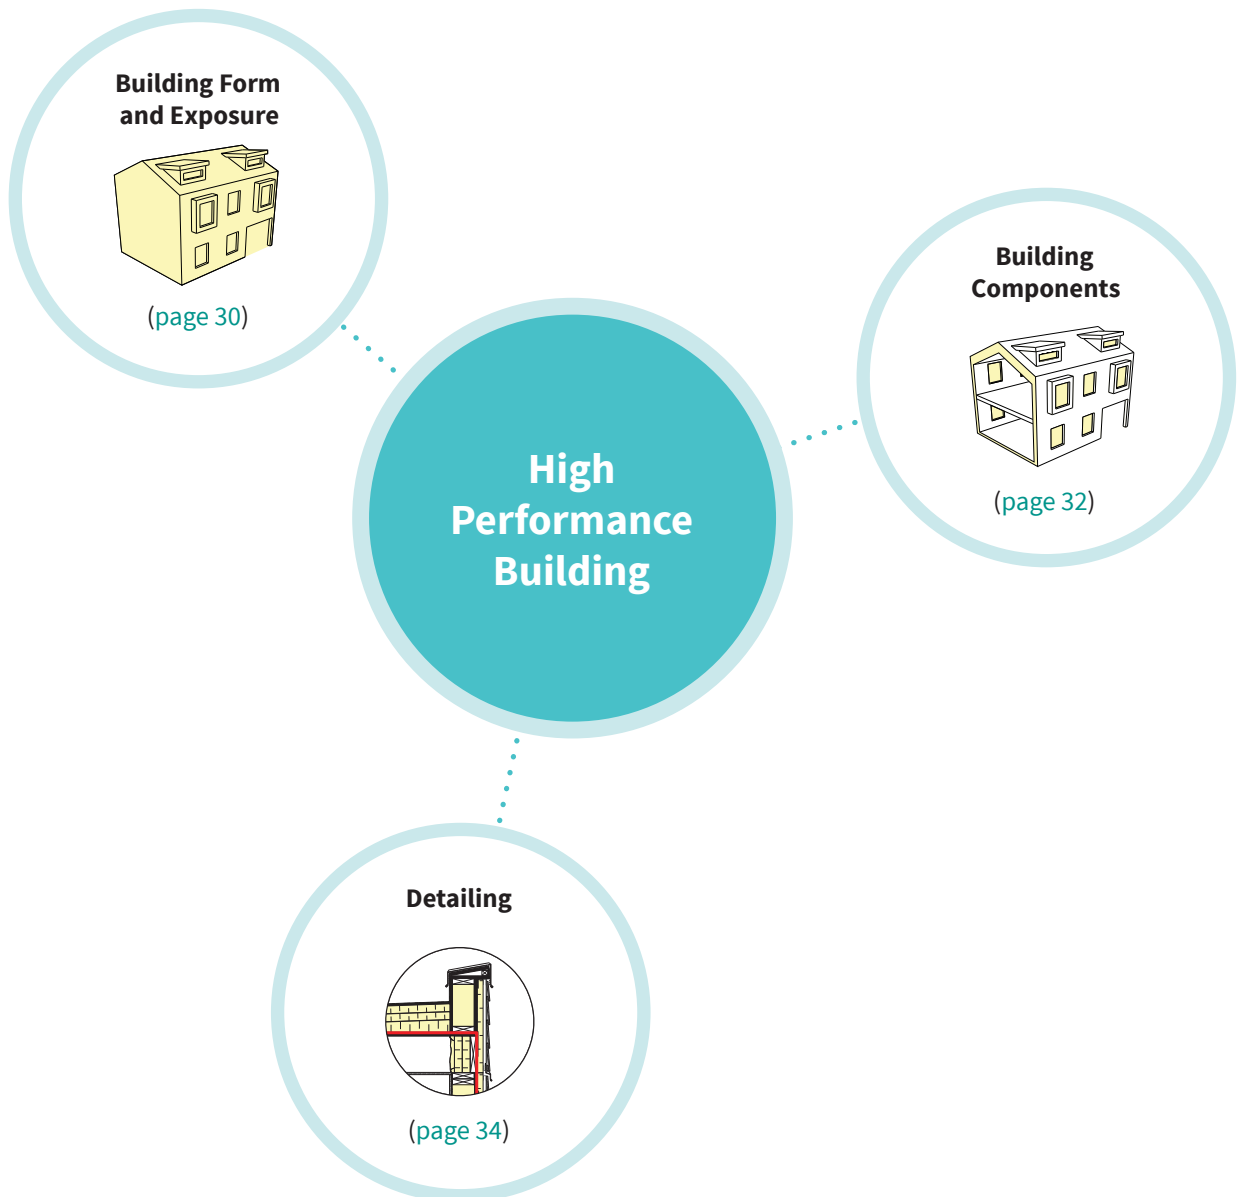 Building Form
and Exposure
(page 30)
Building
Components
(page 32)
High
Performance
Building
Detailing
(page 34)